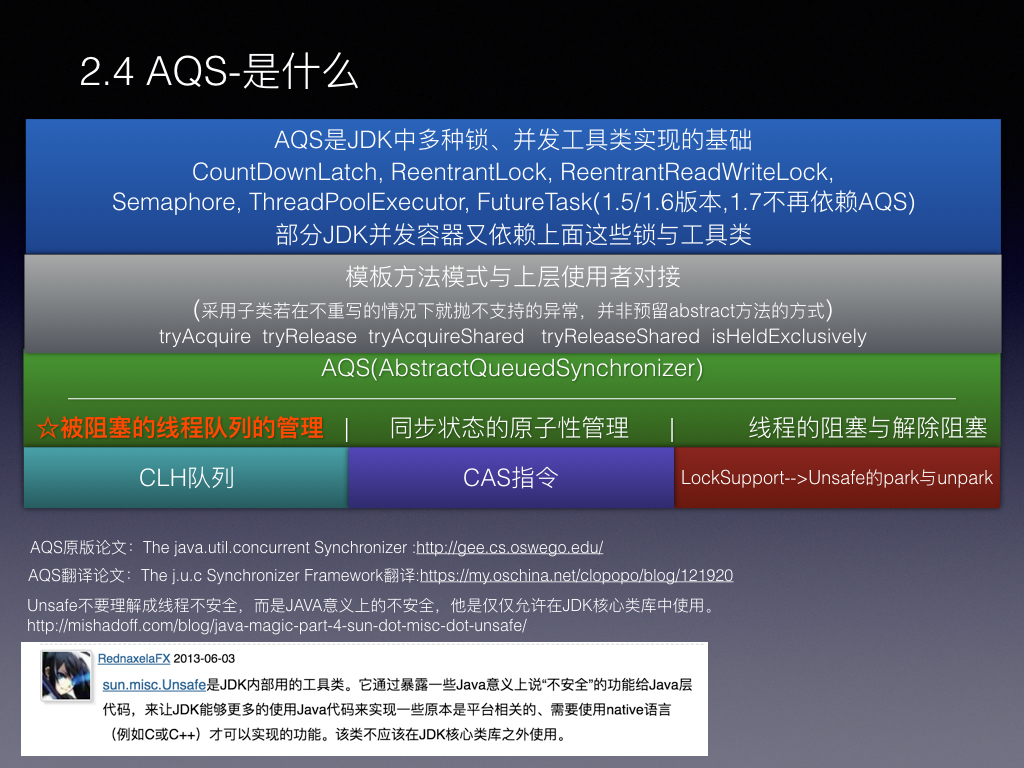 2.4 AQS-是什么
AQS是JDK中多种锁、并发工具类实现的基础
CountDownLatch, ReentrantLock, ReentrantReadWriteLock,
Semaphore, ThreadPoolExecutor, FutureTask(1.5/1.6版本,1.7不再依赖AQS)
部分JDK并发容器又依赖上面这些锁与工具类
模板方法模式与上层使用者对接
(采用子类若在不重写的情况下就抛不支持的异常，并非预留abstract方法的方式)
tryAcquire tryRelease tryAcquireShared tryReleaseShared isHeldExclusively
AQS(AbstractQueuedSynchronizer)
☆被阻塞的线程队列的管理 | 同步状态的原子性管理 | 线程的阻塞与解除阻塞
CLH队列 CAS指令 LockSupport-->Unsafe的park与unpark
AQS原版论文：The java.util.concurrent Synchronizer :http://gee.cs.oswego.edu/
AQS翻译论文：The j.u.c Synchronizer Framework翻译:https://my.oschina.net/clopopo/blog/121920
Unsafe不要理解成线程不安全，而是JAVA意义上的不安全，他是仅仅允许在JDK核心类库中使用。
http://mishadoff.com/blog/java-magic-part-4-sun-dot-misc-dot-unsafe/
RednaxelaFX 2013-06-03
sun.misc.Unsafe是JDK内部用的工具类。它通过暴露一些Java意义上说“不安全”的功能给Java层
代码，来让JDK能够更多的使用Java代码来实现一些原本是平台相关的、需要使用native语言
（例如C或C++）才可以实现的功能。该类不应该在JDK核心类库之外使用。